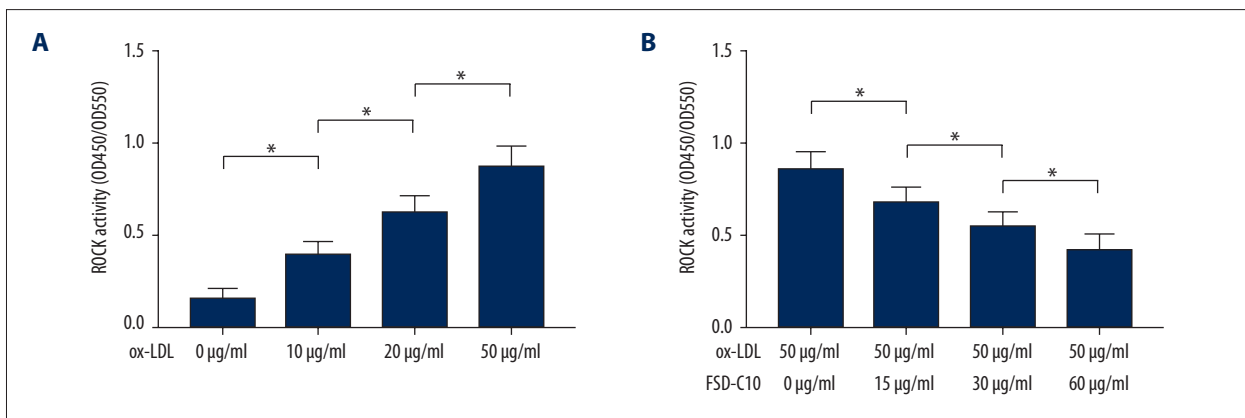 A
ROCK activity (OD450/OD550)
1.5
1.0
0.5
0.0
*
*
*
ox-LDL 0 µg/ml 10 µg/ml 20 µg/ml 50 µg/ml
B
ROCK activity (OD450/OD550)
1.5
1.0
0.5
0.0
*
*
*
ox-LDL 50 µg/ml 50 µg/ml 50 µg/ml 50 µg/ml
FSD-C10 0 µg/ml 15 µg/ml 30 µg/ml 60 µg/ml